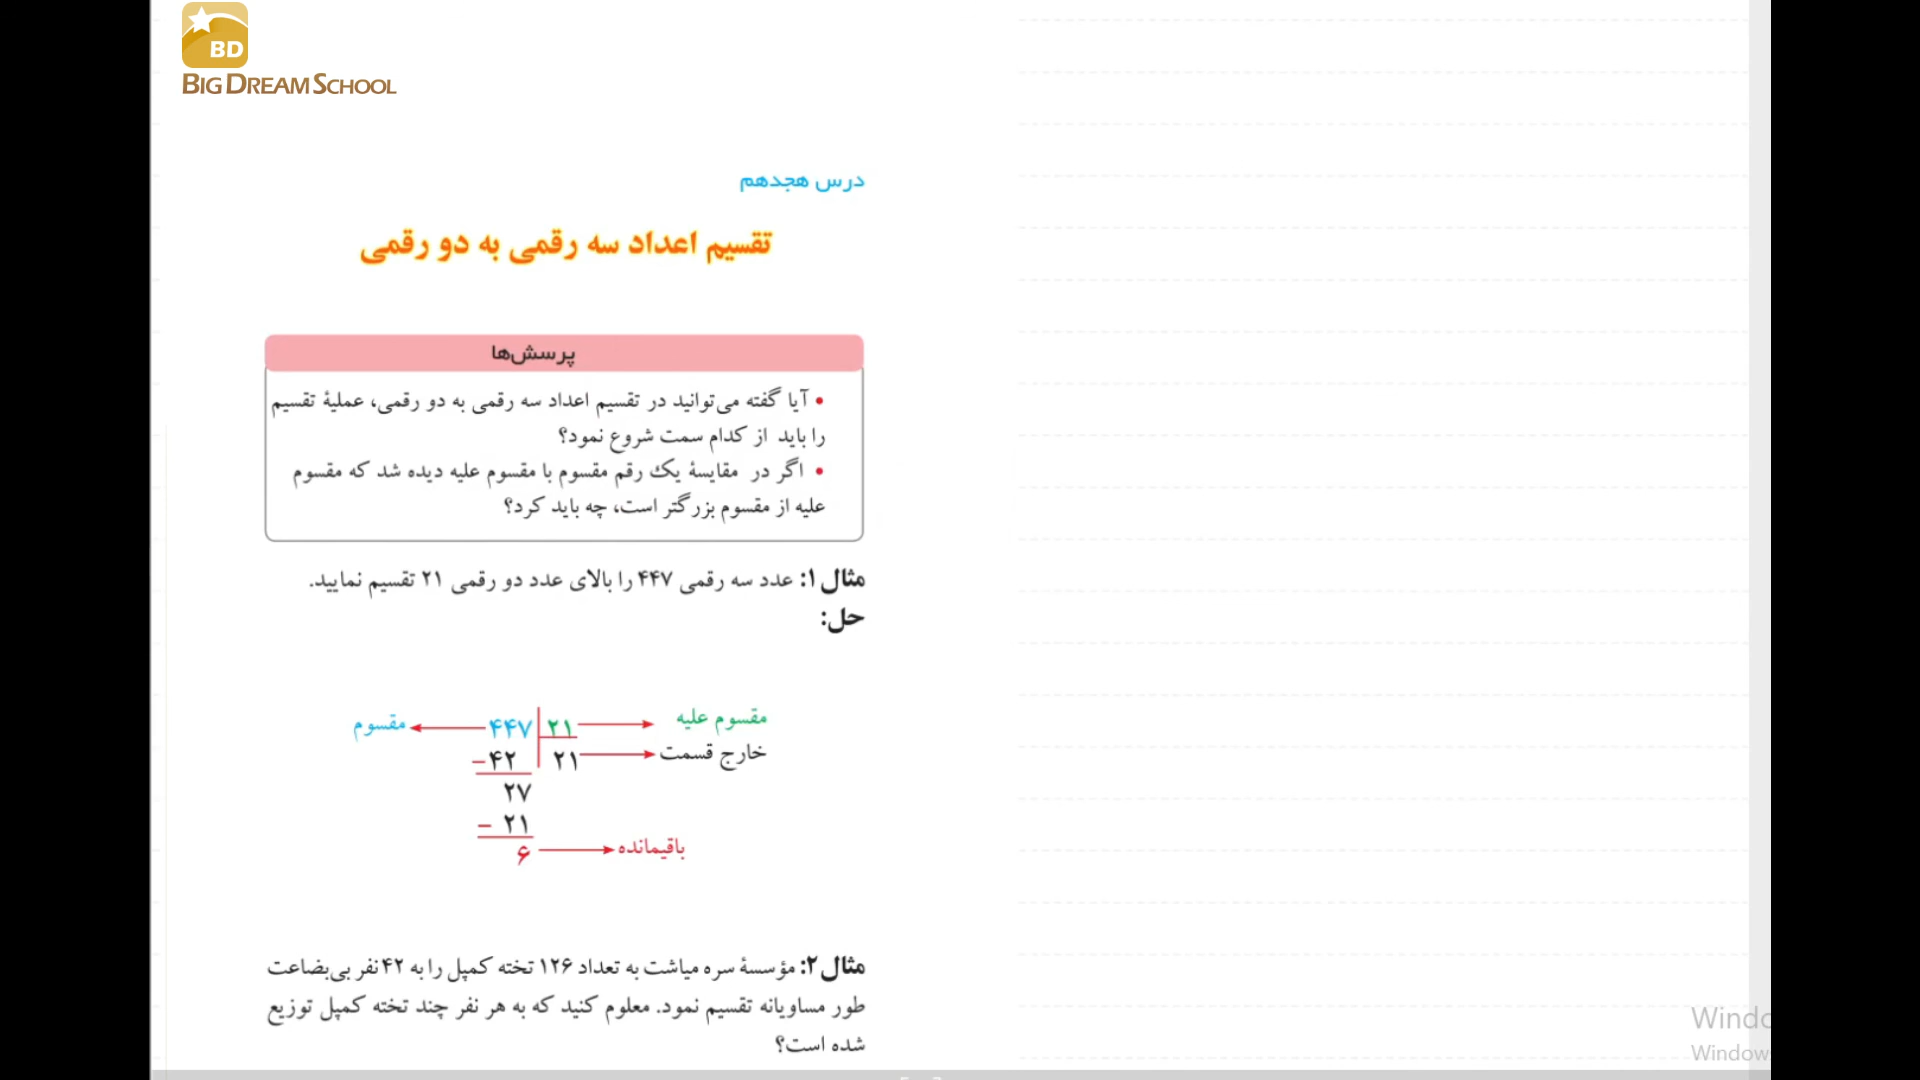 BD
BIG DREAM SCHOOL
درس هجدهم
تقسیم اعداد سه رقمی به دو رقمی
پرسش‌ها
• آیا گفته می‌توانید در تقسیم اعداد سه رقمی به دو رقمی، عملیۀ تقسیم
را باید از کدام سمت شروع نمود؟
• اگر در مقایسۀ یک رقم مقسوم با مقسوم علیه دیده شد که مقسوم
علیه از مقسوم بزرگتر است، چه باید کرد؟
مثال ۱: عدد سه رقمی ۴۴۷ را بالای عدد دو رقمی ۲۱ تقسیم نمایید.
حل:
مقسوم ۴۴۷ ۲۱ مقسوم علیه
−۴۲ ۲۱ خارج قسمت
۲۷
− ۲۱
۶ باقیمانده
مثال ۲: مؤسسۀ سره میاشت به تعداد ۱۲۶ تخته کمپل را به ۴۲ نفر بی‌بضاعت
طور مساویانه تقسیم نمود. معلوم کنید که به هر نفر چند تخته کمپل توزیع
شده است؟